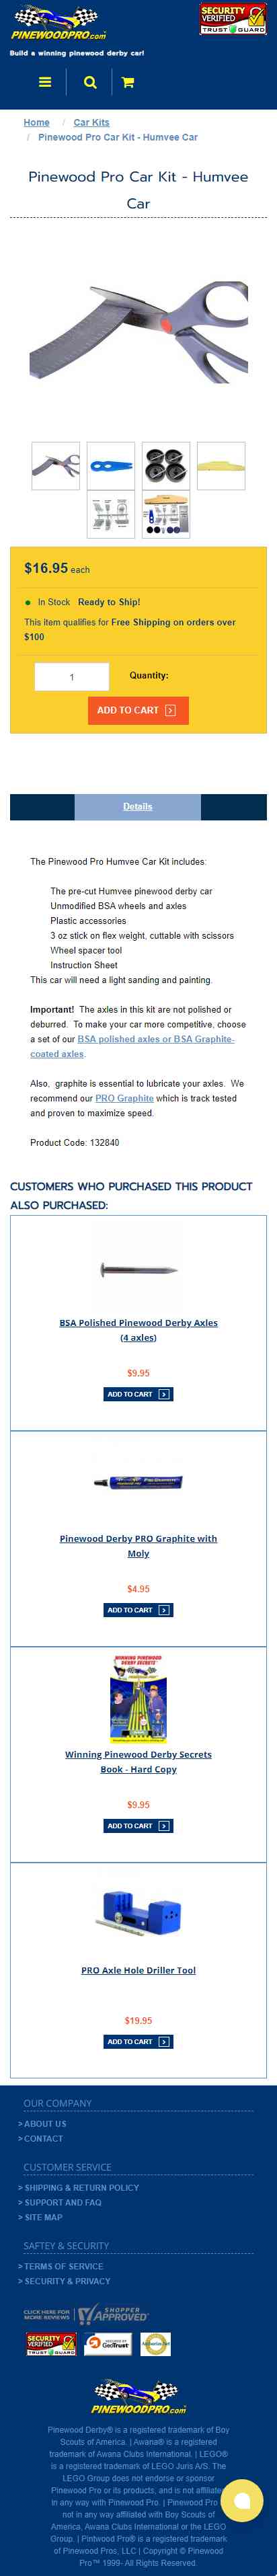 PINEWOODPRO.COM
SECURITY
VERIFIED
TRUST GUARD
Build a winning pinewood derby car!
Home / Car Kits
/ Pinewood Pro Car Kit - Humvee Car
Pinewood Pro Car Kit - Humvee
Car
$16.95 each
In Stock Ready to Ship!
This item qualifies for Free Shipping on orders over
$100
1 Quantity:
ADD TO CART
Details
The Pinewood Pro Humvee Car Kit includes:
The pre-cut Humvee pinewood derby car
Unmodified BSA wheels and axles
Plastic accessories
3 oz stick on flex weight, cuttable with scissors
Wheel spacer tool
Instruction Sheet
This car will need a light sanding and painting.
Important! The axles in this kit are not polished or
deburred. To make your car more competitive, choose
a set of our BSA polished axles or BSA Graphite-
coated axles.
Also, graphite is essential to lubricate your axles. We
recommend our PRO Graphite which is track tested
and proven to maximize speed.
Product Code: 132840
CUSTOMERS WHO PURCHASED THIS PRODUCT
ALSO PURCHASED:
BSA Polished Pinewood Derby Axles
(4 axles)
$9.95
ADD TO CART
Pinewood Derby PRO Graphite with
Moly
$4.95
ADD TO CART
WINNING PINEWOOD
DERBY SECRETS
Winning Pinewood Derby Secrets
Book - Hard Copy
$9.95
ADD TO CART
PRO Axle Hole Driller Tool
$19.95
ADD TO CART
OUR COMPANY
> ABOUT US
> CONTACT
CUSTOMER SERVICE
> SHIPPING & RETURN POLICY
> SUPPORT AND FAQ
> SITE MAP
SAFTEY & SECURITY
> TERMS OF SERVICE
> SECURITY & PRIVACY
CLICK HERE FOR
MORE REVIEWS
SHOPPER
APPROVED
SECURITY
VERIFIED
TRUST GUARD
GeoTrust
Authorize.Net
PINEWOODPRO.COM
Pinewood Derby® is a registered trademark of Boy
Scouts of America. | Awana® is a registered
trademark of Awana Clubs International. | LEGO®
is a registered trademark of LEGO Juris A/S. The
LEGO Group does not endorse or sponsor
Pinewood Pro or its products, and is not affiliated
in any way with Pinewood Pro. | Pinewood Pro is
not in any way affiliated with Boy Scouts of
America, Awana Clubs International or the LEGO
Group. | Pintwood Pro® is a registered trademark
of Pinewood Pros, LLC | Copyright © Pinewood
Pro™ 1999- All Rights Reserved.